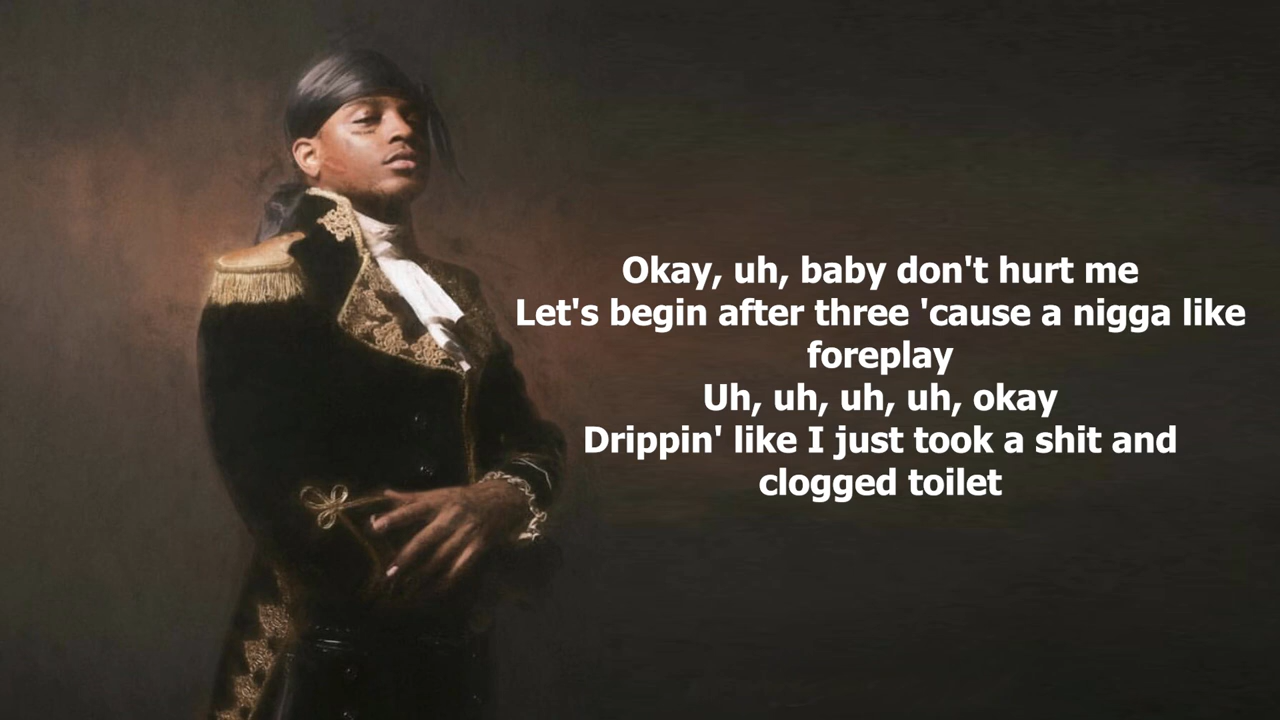 Okay, uh, baby don't hurt me
Let's begin after three 'cause a nigga like
foreplay
Uh, uh, uh, uh, okay
Drippin' like I just took a shit and
clogged toilet